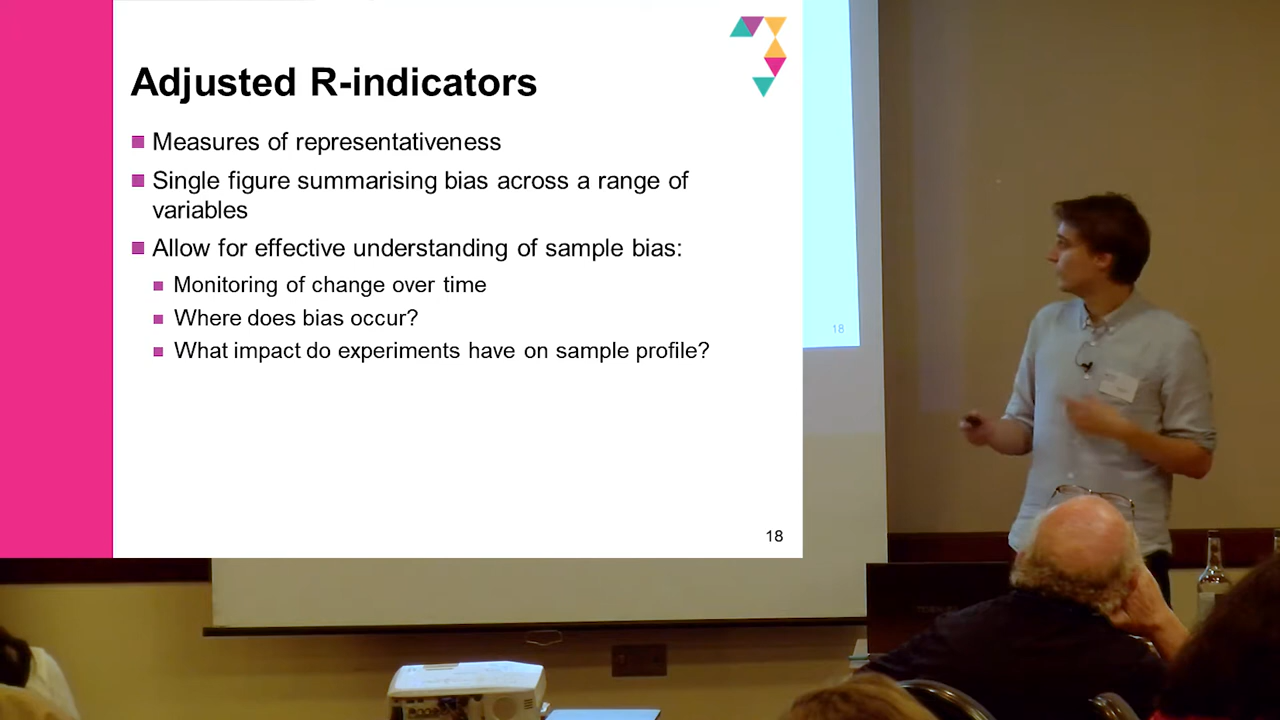 Adjusted R-indicators
Measures of representativeness
Single figure summarising bias across a range of
variables
Allow for effective understanding of sample bias:
Monitoring of change over time
Where does bias occur?
What impact do experiments have on sample profile?
18
18